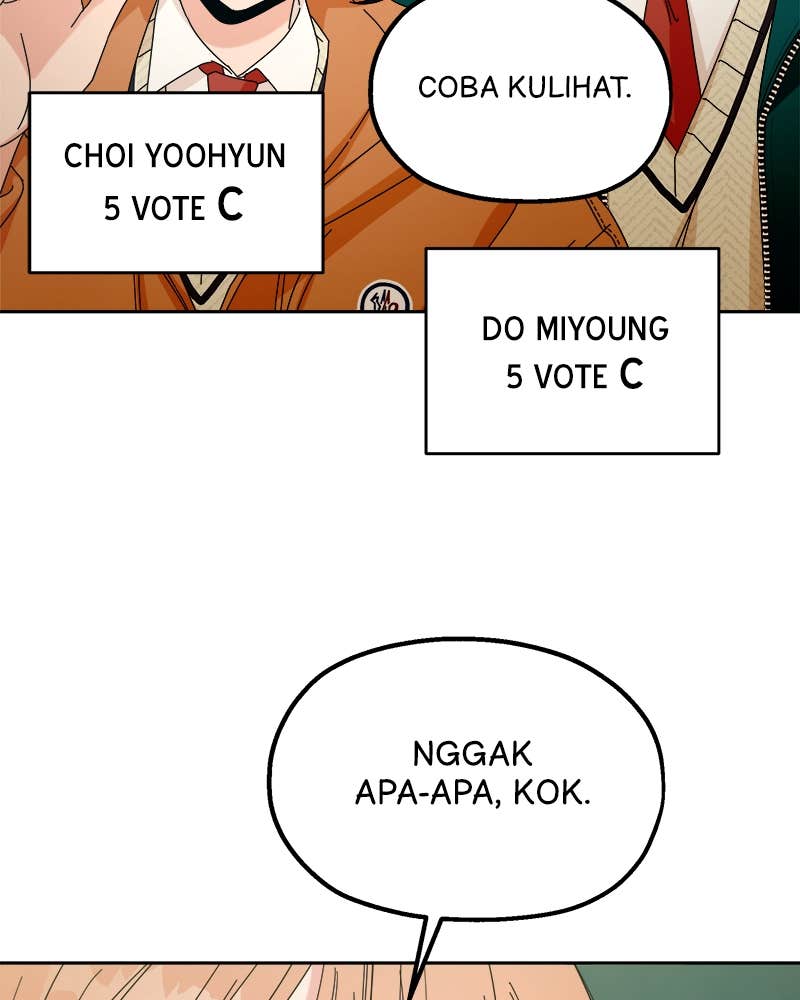 COBA KULIHAT.
CHOI YOOHYUN
5 VOTE C
DO MIYOUNG
5 VOTE C
NGGAK
APA-APA, KOK.